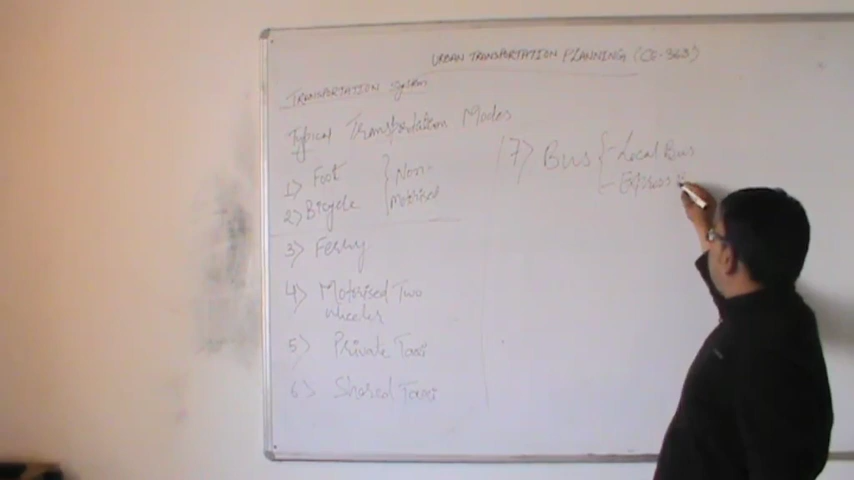 URBAN TRANSPORTATION PLANNING (CE-363)
TRANSPORTATION System
Typical Transportation Modes
1) Foot
2) Bicycle
} Non-
Motorised
3) Ferry
4) Motorised Two
wheeler
5) Private Taxi
6) Shared Taxi
7) Bus { - Local Bus
- Express